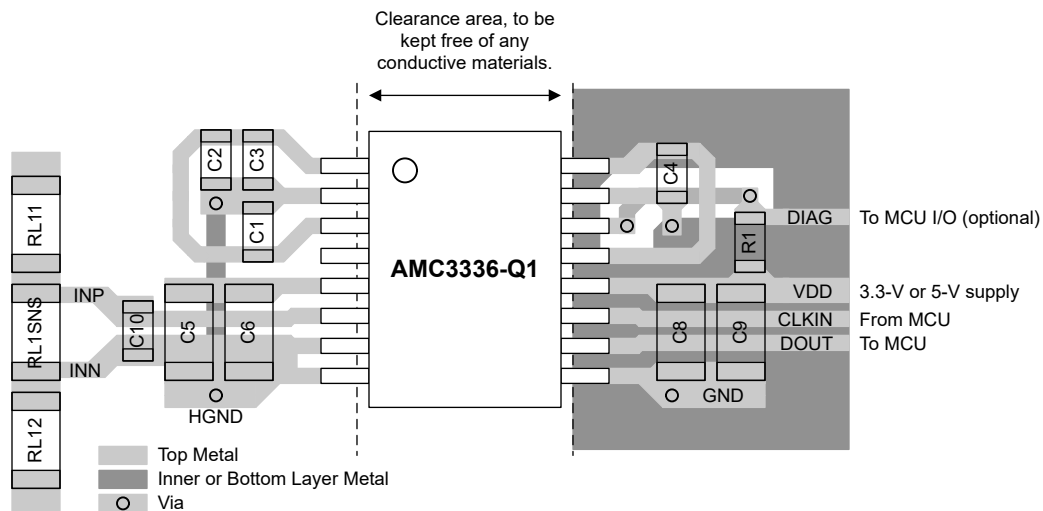 Clearance area, to be
kept free of any
conductive materials.
C2
C3
C4
C1
RL11
R1
DIAG
To MCU I/O (optional)
AMC3336-Q1
INP
VDD
3.3-V or 5-V supply
RL1SNS
C10
C5
C6
C8
C9
CLKIN
From MCU
DOUT
To MCU
INN
HGND
GND
RL12
Top Metal
Inner or Bottom Layer Metal
Via